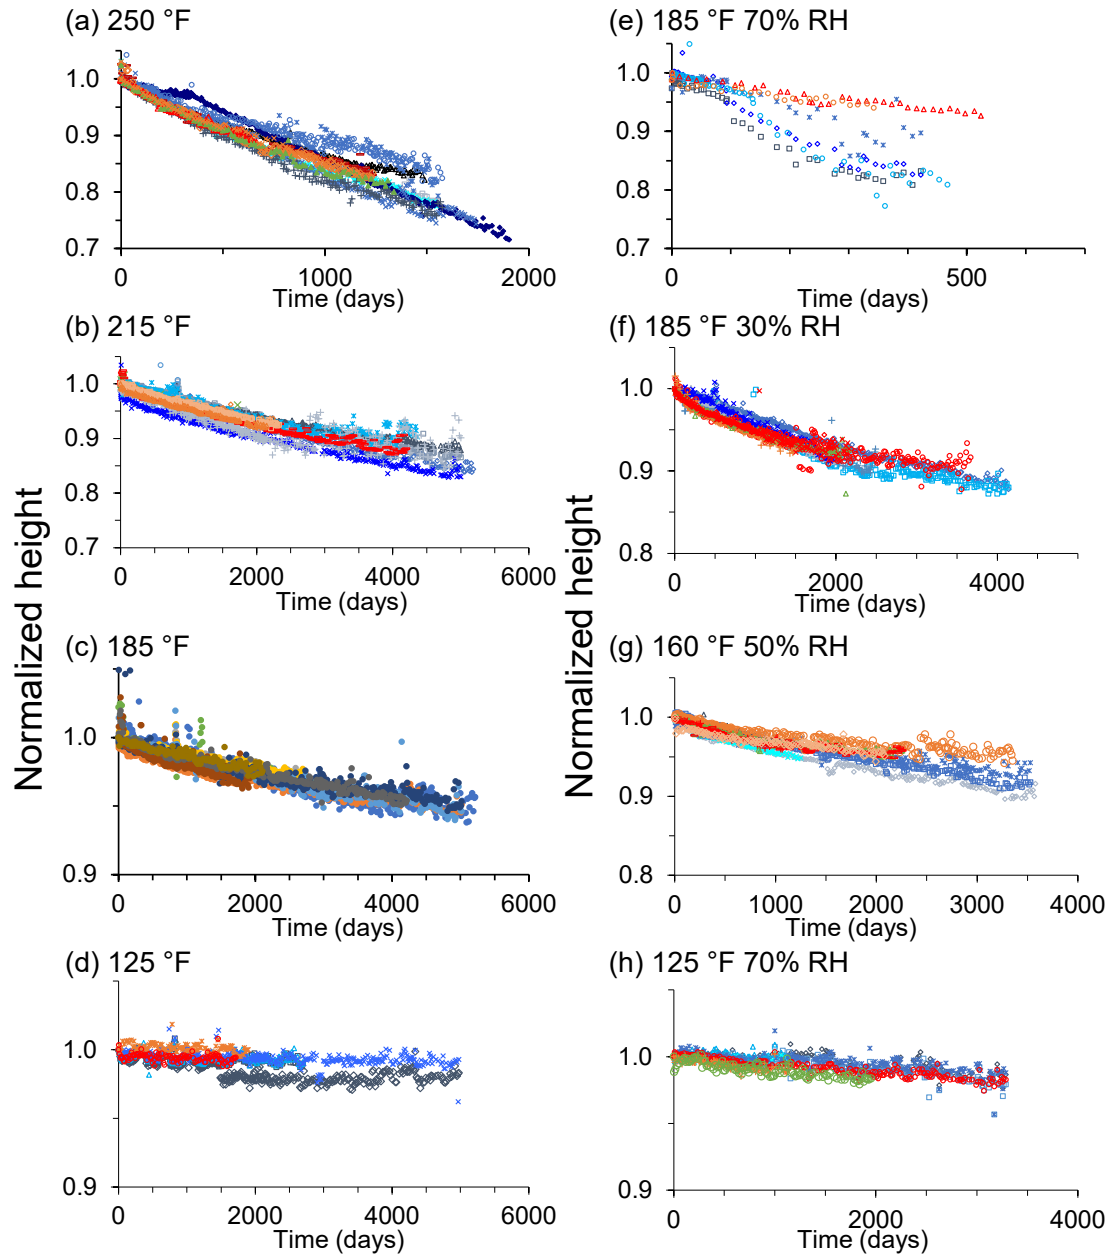 (a) 250 °F
1.0
0.9
0.8
0.7
0 1000 2000
Time (days)
(b) 215 °F
1.0
0.9
0.8
0.7
0 2000 4000 6000
Time (days)
(c) 185 °F
1.0
0.9
0 2000 4000 6000
Time (days)
(d) 125 °F
1.0
0.9
0 2000 4000 6000
Time (days)
Normalized height
(e) 185 °F 70% RH
1.0
0.9
0.8
0.7
0 500
Time (days)
(f) 185 °F 30% RH
1.0
0.9
0.8
0 2000 4000
Time (days)
(g) 160 °F 50% RH
1.0
0.9
0.8
0 1000 2000 3000 4000
Time (days)
(h) 125 °F 70% RH
1.0
0.9
0 2000 4000
Time (days)
Normalized height